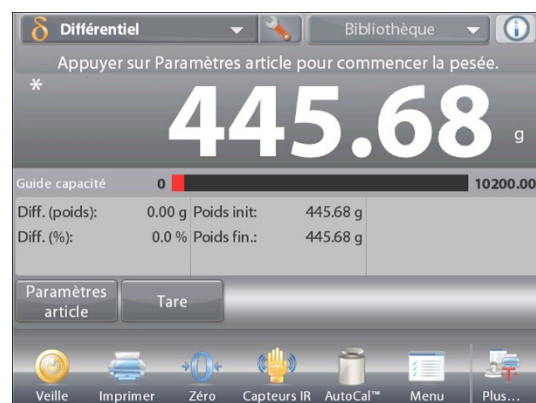 δ Différentiel
Bibliothèque
Appuyer sur Paramètres article pour commencer la pesée.
* 445.68 g
Guide capacité 0 10200.00
Diff. (poids): 0.00 g Poids init: 445.68 g
Diff. (%): 0.0 % Poids fin.: 445.68 g
Paramètres article
Tare
Veille Imprimer Zéro Capteurs IR AutoCal™ Menu Plus...